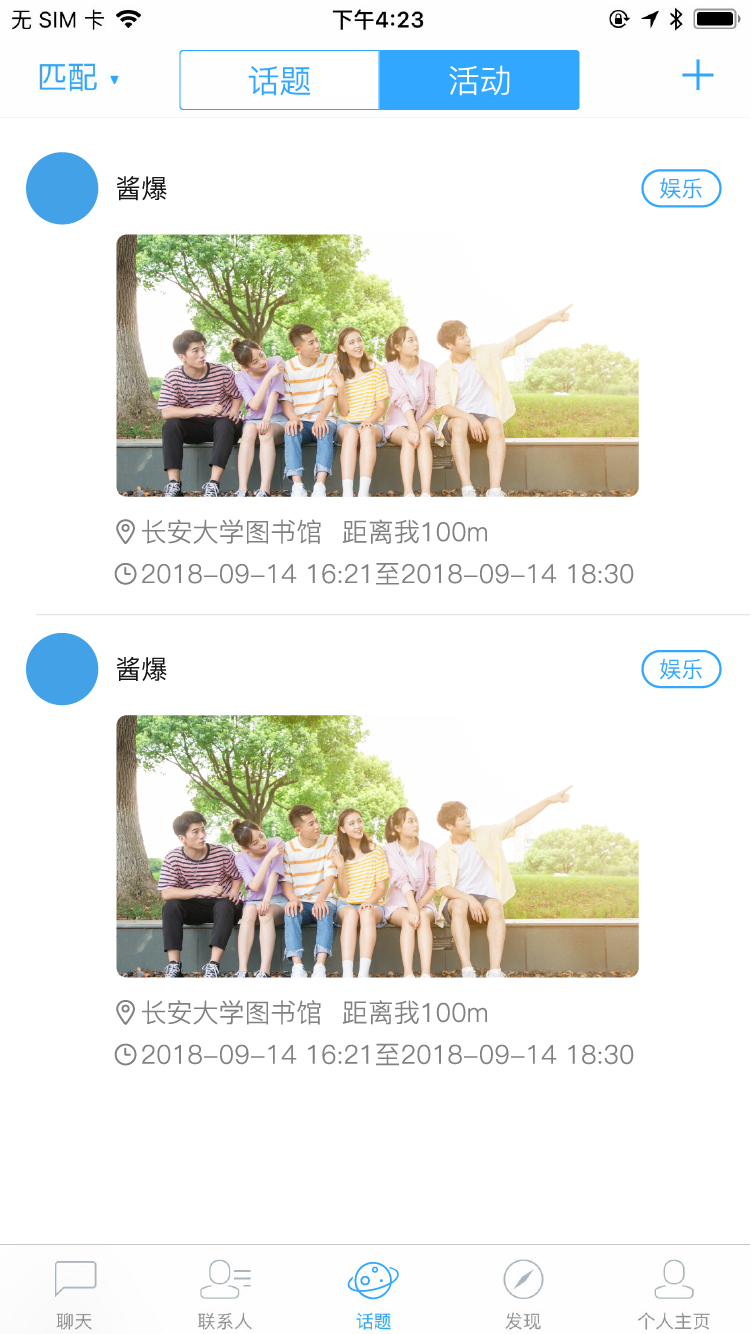 无 SIM 卡 下午4:23
匹配 ▼ 话题 活动 +
酱爆 娱乐
长安大学图书馆 距离我100m
2018-09-14 16:21至2018-09-14 18:30
酱爆 娱乐
长安大学图书馆 距离我100m
2018-09-14 16:21至2018-09-14 18:30
聊天 联系人 话题 发现 个人主页